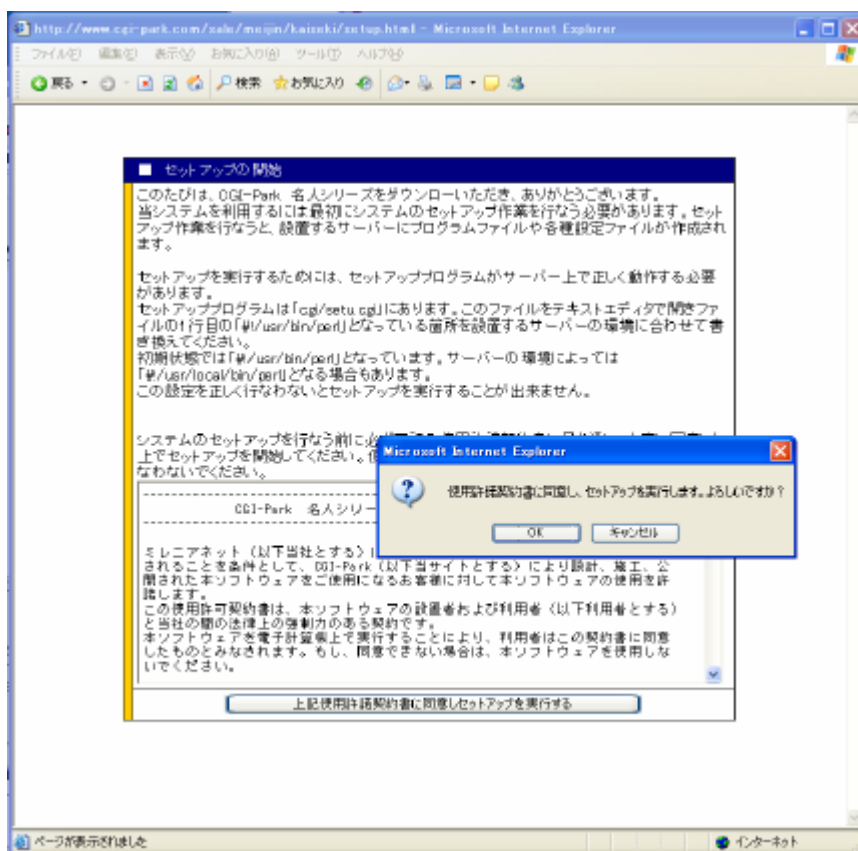 http://www.cgi-park.com/sale/meijin/kaiseki/setup.html - Microsoft Internet Explorer
ファイル(F) 編集(E) 表示(V) お気に入り(A) ツール(T) ヘルプ(H)
戻る 検索 お気に入り
■ セットアップの開始
このたびは、CGI-Park 名人シリーズをダウンローいただき、ありがとうございます。
当システムを利用するには最初にシステムのセットアップ作業を行なう必要があります。セット
アップ作業を行なうと、設置するサーバーにプログラムファイルや各種設定ファイルが作成され
ます。
セットアップを実行するためには、セットアッププログラムがサーバー上で正しく動作する必要
があります。
セットアッププログラムは「cgi/setu.cgi」にあります。このファイルをテキストエディタで開きファ
イルの1行目の「#!/usr/bin/perl」となっている箇所を設置するサーバーの環境に合わせて書
き換えてください。
初期状態では「#!/usr/bin/perl」となっています。サーバーの環境によっては
「#!/usr/local/bin/perl」となる場合もあります。
この設定を正しく行なわないとセットアップを実行することが出来ません。
システムのセットアップを行なう前に必
上でセットアップを開始してください。
なわないでください。
Microsoft Internet Explorer
使用許諾契約書に同意し、セットアップを実行します。よろしいですか？
OK キャンセル
CGI-Park 名人シリー
ミレニアネット（以下当社とする）
されることを条件として、CGI-Park（以下当サイトとする）により設計、施工、公
開された本ソフトウェアをご使用になるお客様に対して本ソフトウェアの使用を許
諾します。
この使用許可契約書は、本ソフトウェアの設置者および利用者（以下利用者とする）
と当社の間の法律上の強制力のある契約です。
本ソフトウェアを電子計算機上で実行することにより、利用者はこの契約書に同意
したものとみなされます。もし、同意できない場合は、本ソフトウェアを使用しな
いでください。
上記使用許諾契約書に同意しセットアップを実行する
ページが表示されました インターネット